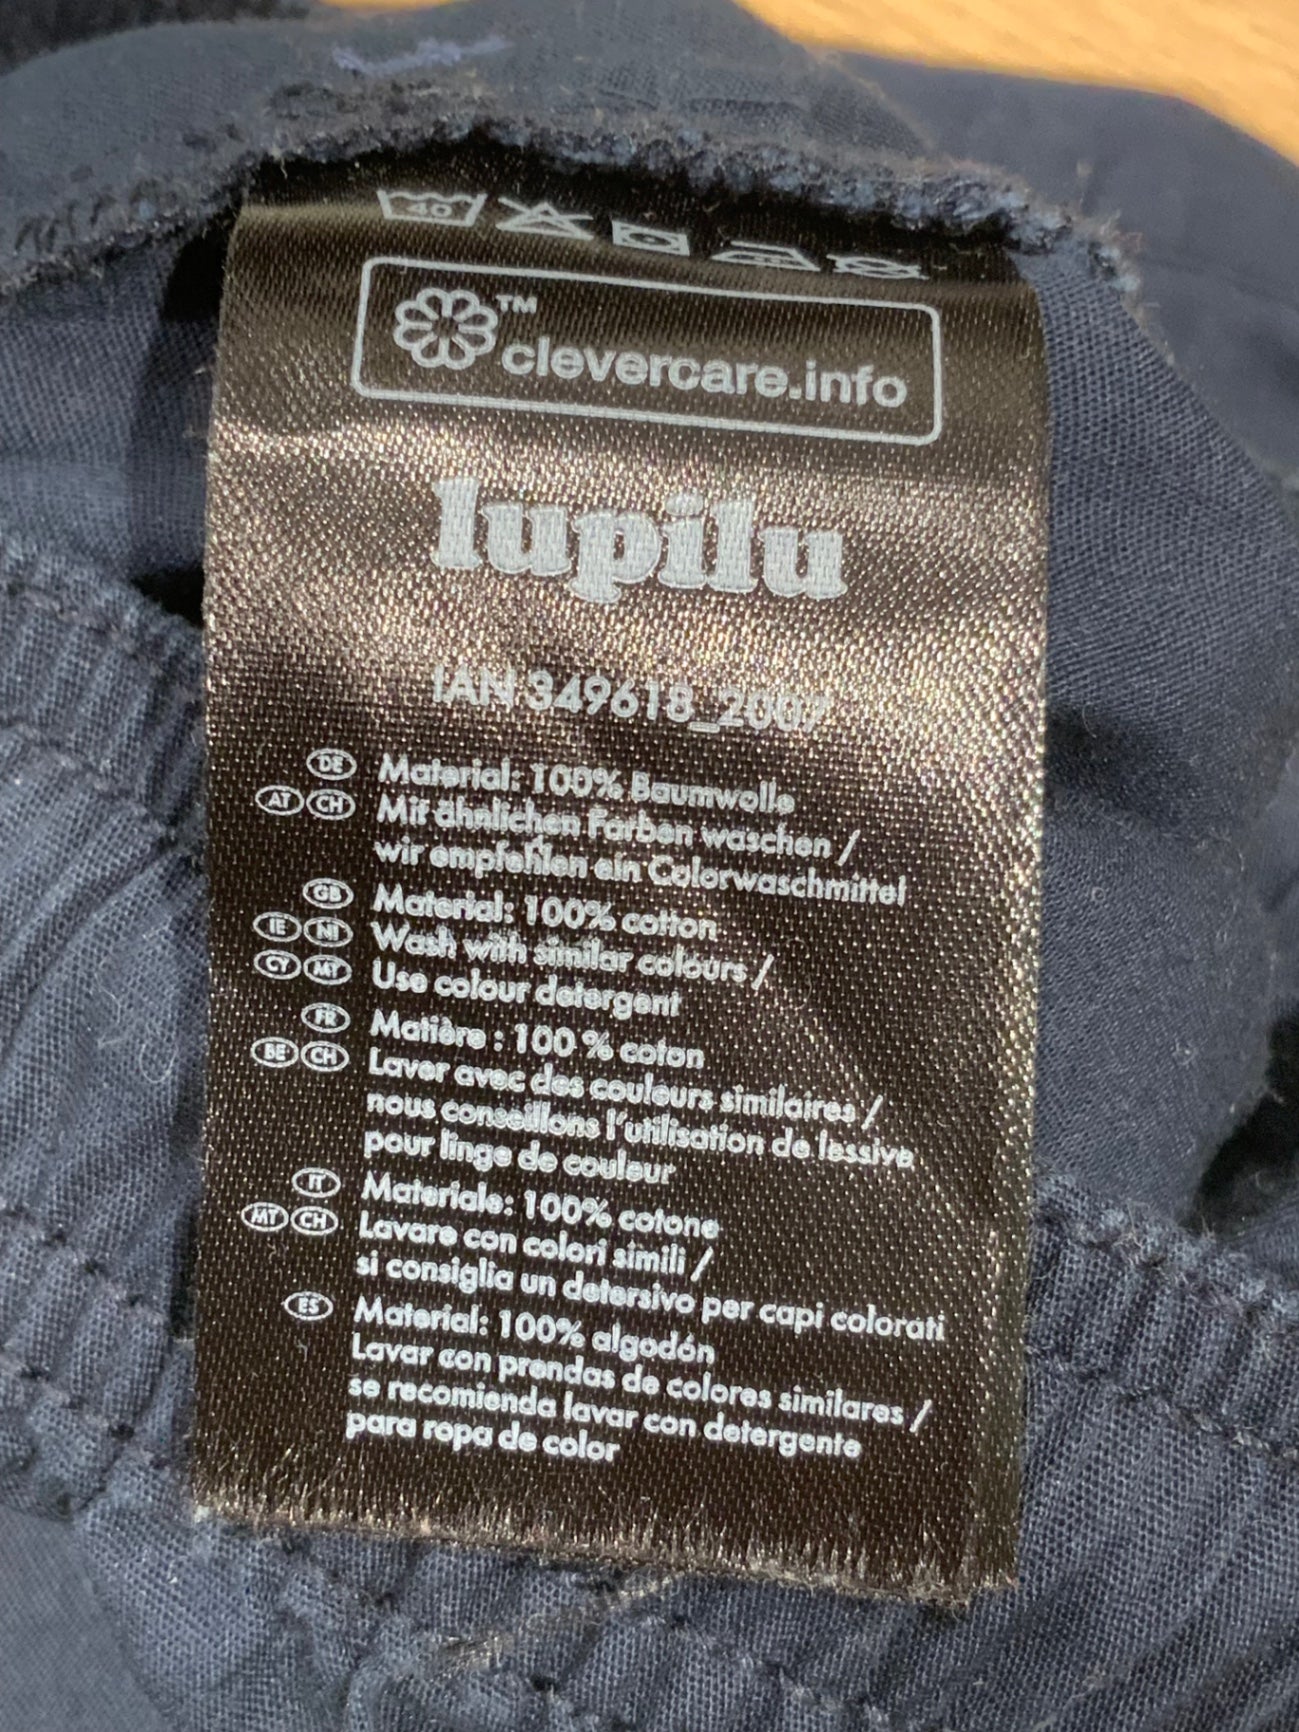 40
™
clevercare.info
lupilu
IAN 349618_2007
DE Material: 100% Baumwolle
AT CH Mit ähnlichen Farben waschen /
wir empfehlen ein Colorwaschmittel
GB Material: 100% cotton
IE NI Wash with similar colours /
CY MT Use colour detergent
FR Matière : 100 % coton
BE CH Laver avec des couleurs similaires /
nous conseillons l'utilisation de lessive
pour linge de couleur
IT Materiale: 100% cotone
MT CH Lavare con colori simili /
si consiglia un detersivo per capi colorati
ES Material: 100% algodón
Lavar con prendas de colores similares /
se recomienda lavar con detergente
para ropa de color